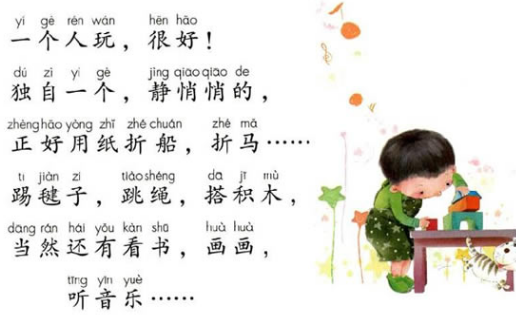 yí gè rén wán hěn hǎo
一个人玩，很好！
dú zì yí gè jìng qiāo qiāo de
独自一个，静悄悄的，
zhèng hǎo yòng zhǐ zhé chuán zhé mǎ
正好用纸折船，折马……
tī jiàn zi tiào shéng dā jī mù
踢毽子，跳绳，搭积木，
dāng rán hái yǒu kàn shū huà huà
当然还有看书，画画，
tīng yīn yuè
听音乐……